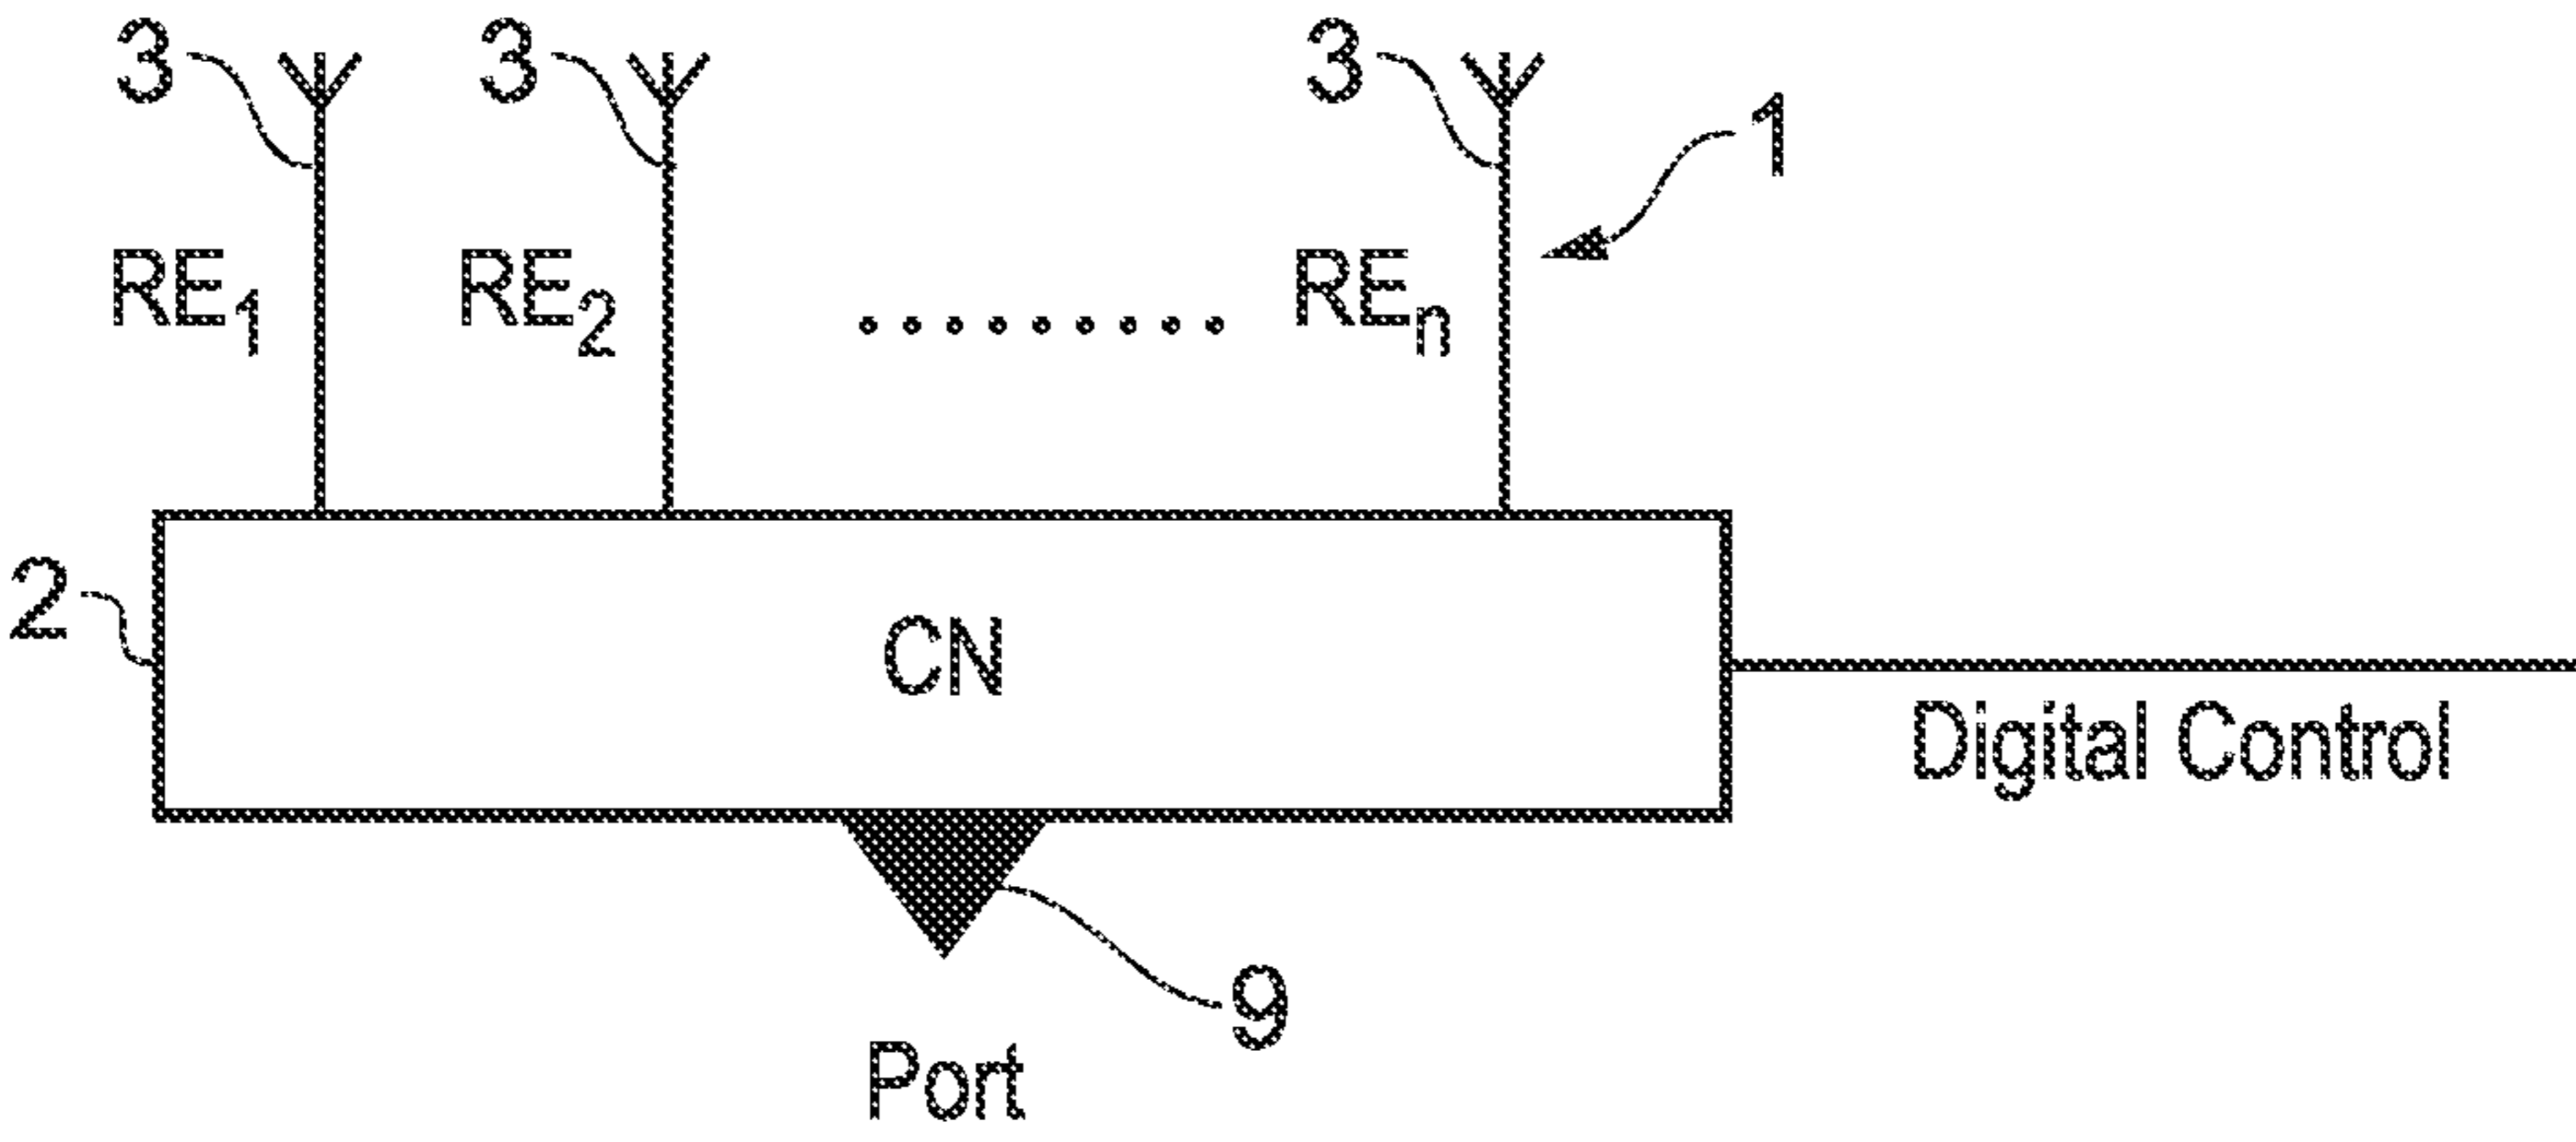 3 3 3
1
RE1 RE2 ......... REn
2
CN
Digital Control
9
Port